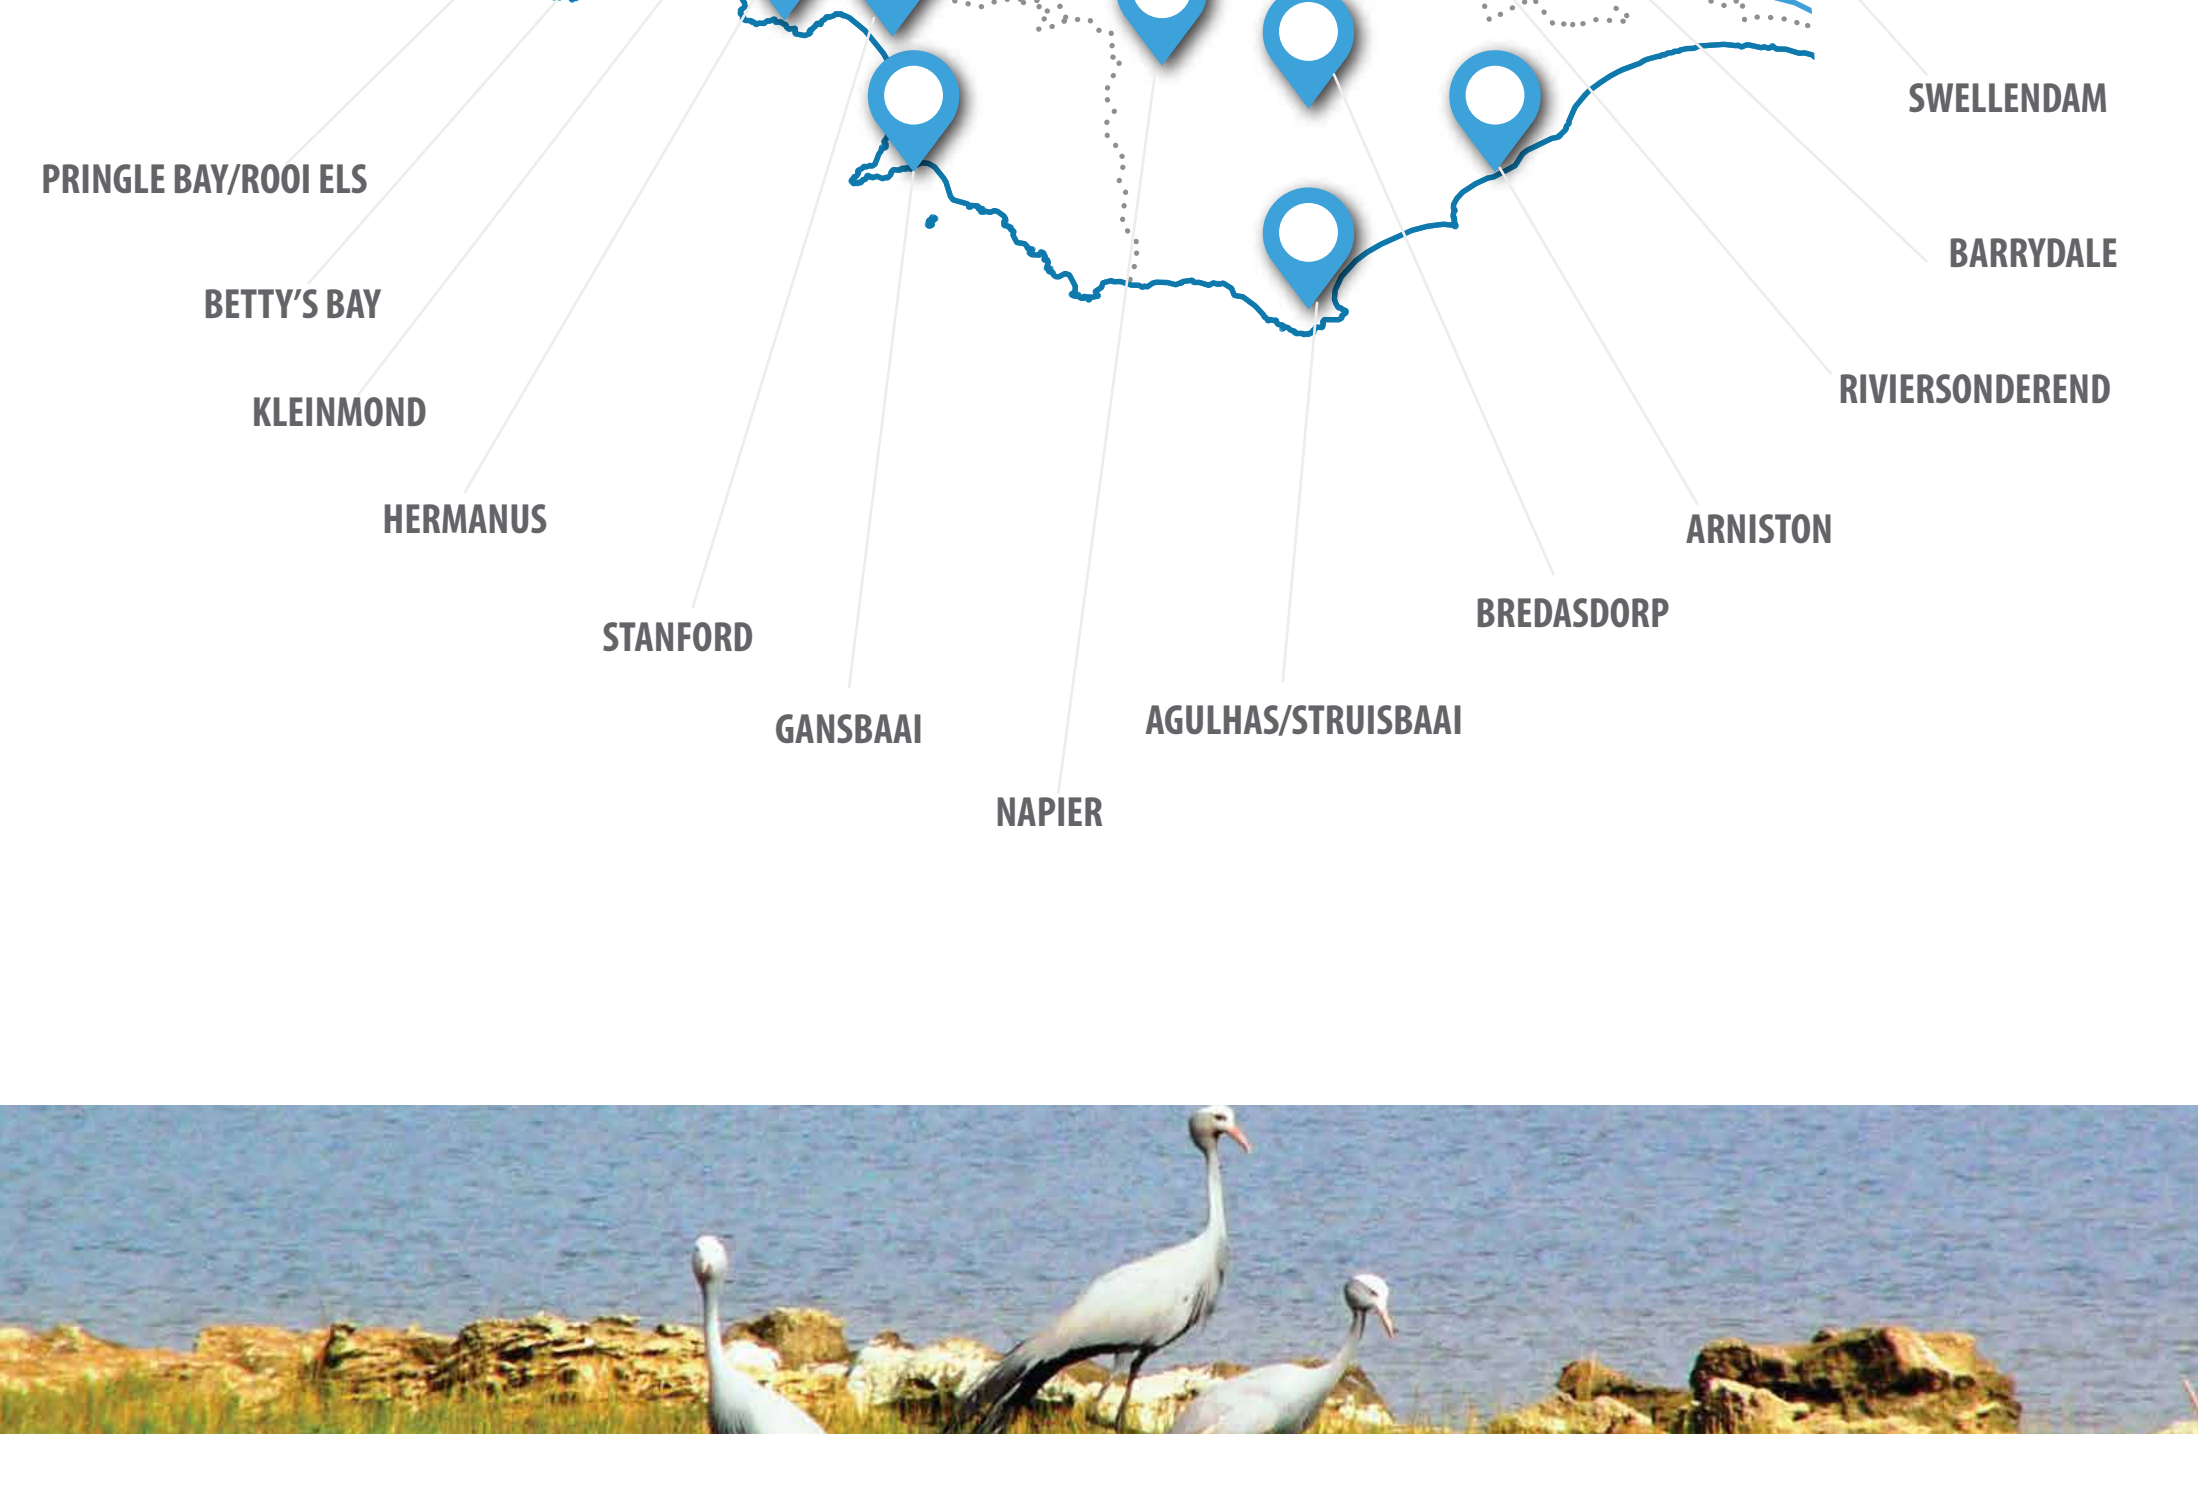 SWELLENDAM
PRINGLE BAY/ROOI ELS
BARRYDALE
BETTY’S BAY
RIVIERSONDEREND
KLEINMOND
HERMANUS
ARNISTON
BREDASDORP
STANFORD
AGULHAS/STRUISBAAI
GANSBAAI
NAPIER